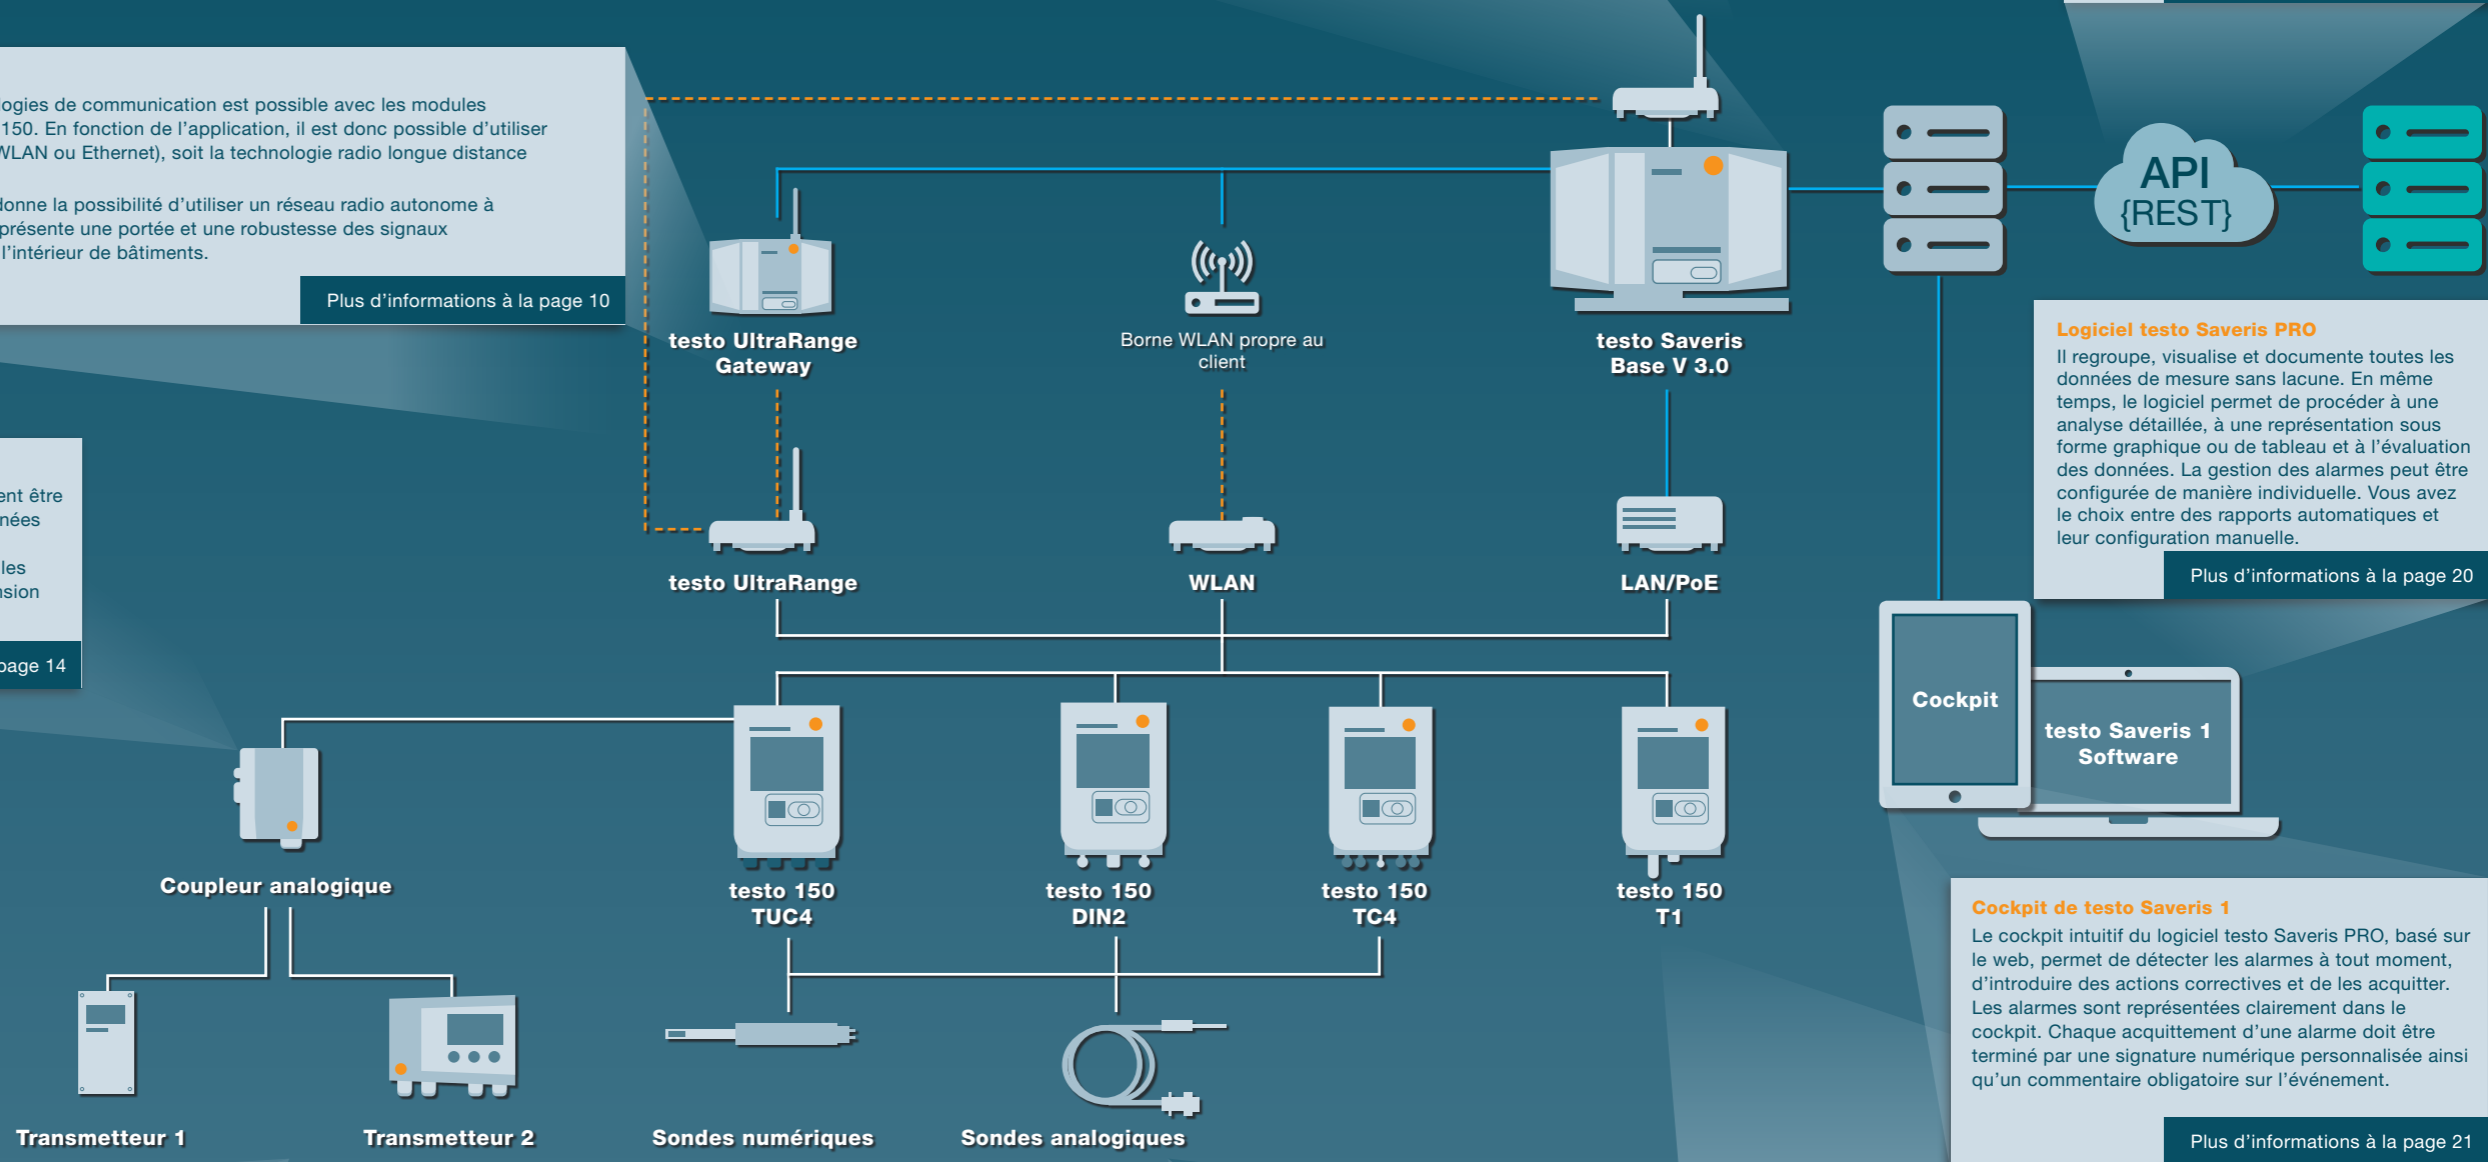 logies de communication est possible avec les modules
150. En fonction de l’application, il est donc possible d’utiliser
WLAN ou Ethernet), soit la technologie radio longue distance
donne la possibilité d’utiliser un réseau radio autonome à
présente une portée et une robustesse des signaux
l’intérieur de bâtiments.
Plus d’informations à la page 10
ent être
nées
les
nsion
page 14
testo UltraRange
Gateway
Borne WLAN propre au
client
testo Saveris
Base V 3.0
API
{REST}
testo UltraRange
WLAN
LAN/PoE
Logiciel testo Saveris PRO
Il regroupe, visualise et documente toutes les
données de mesure sans lacune. En même
temps, le logiciel permet de procéder à une
analyse détaillée, à une représentation sous
forme graphique ou de tableau et à l’évaluation
des données. La gestion des alarmes peut être
configurée de manière individuelle. Vous avez
le choix entre des rapports automatiques et
leur configuration manuelle.
Plus d’informations à la page 20
Cockpit
testo Saveris 1
Software
Coupleur analogique
testo 150
TUC4
testo 150
DIN2
testo 150
TC4
testo 150
T1
Cockpit de testo Saveris 1
Le cockpit intuitif du logiciel testo Saveris PRO, basé sur
le web, permet de détecter les alarmes à tout moment,
d’introduire des actions correctives et de les acquitter.
Les alarmes sont représentées clairement dans le
cockpit. Chaque acquittement d’une alarme doit être
terminé par une signature numérique personnalisée ainsi
qu’un commentaire obligatoire sur l’événement.
Plus d’informations à la page 21
Transmetteur 1
Transmetteur 2
Sondes numériques
Sondes analogiques